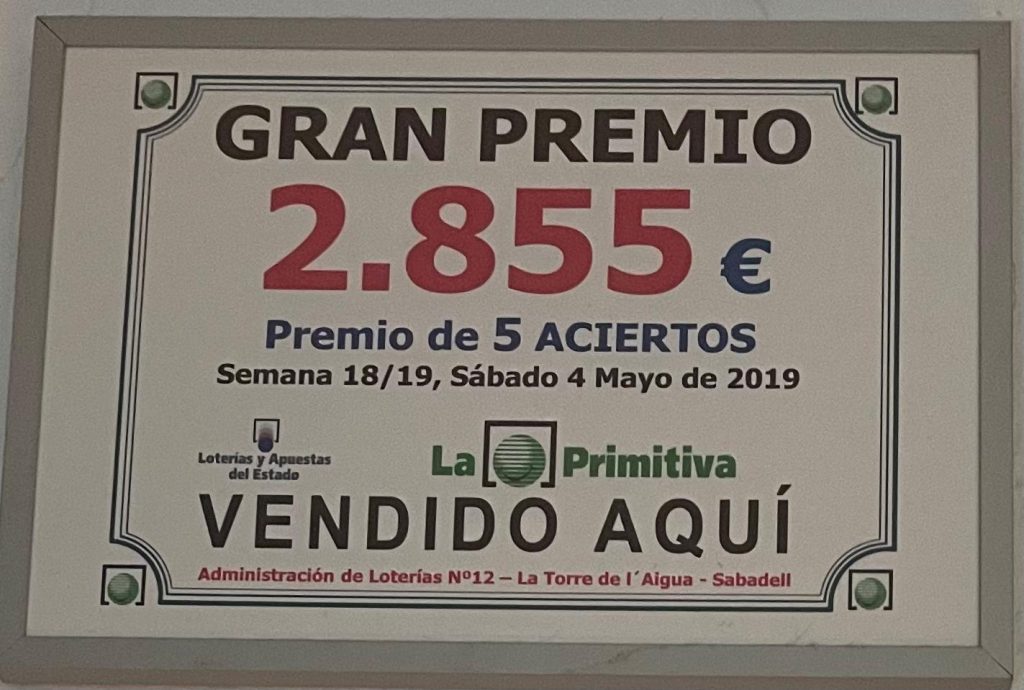 GRAN PREMIO
2.855 €
Premio de 5 ACIERTOS
Semana 18/19, Sábado 4 Mayo de 2019
Loterías y Apuestas
del Estado
La Primitiva
VENDIDO AQUÍ
Administración de Loterías Nº12 – La Torre de l´Aigua - Sabadell